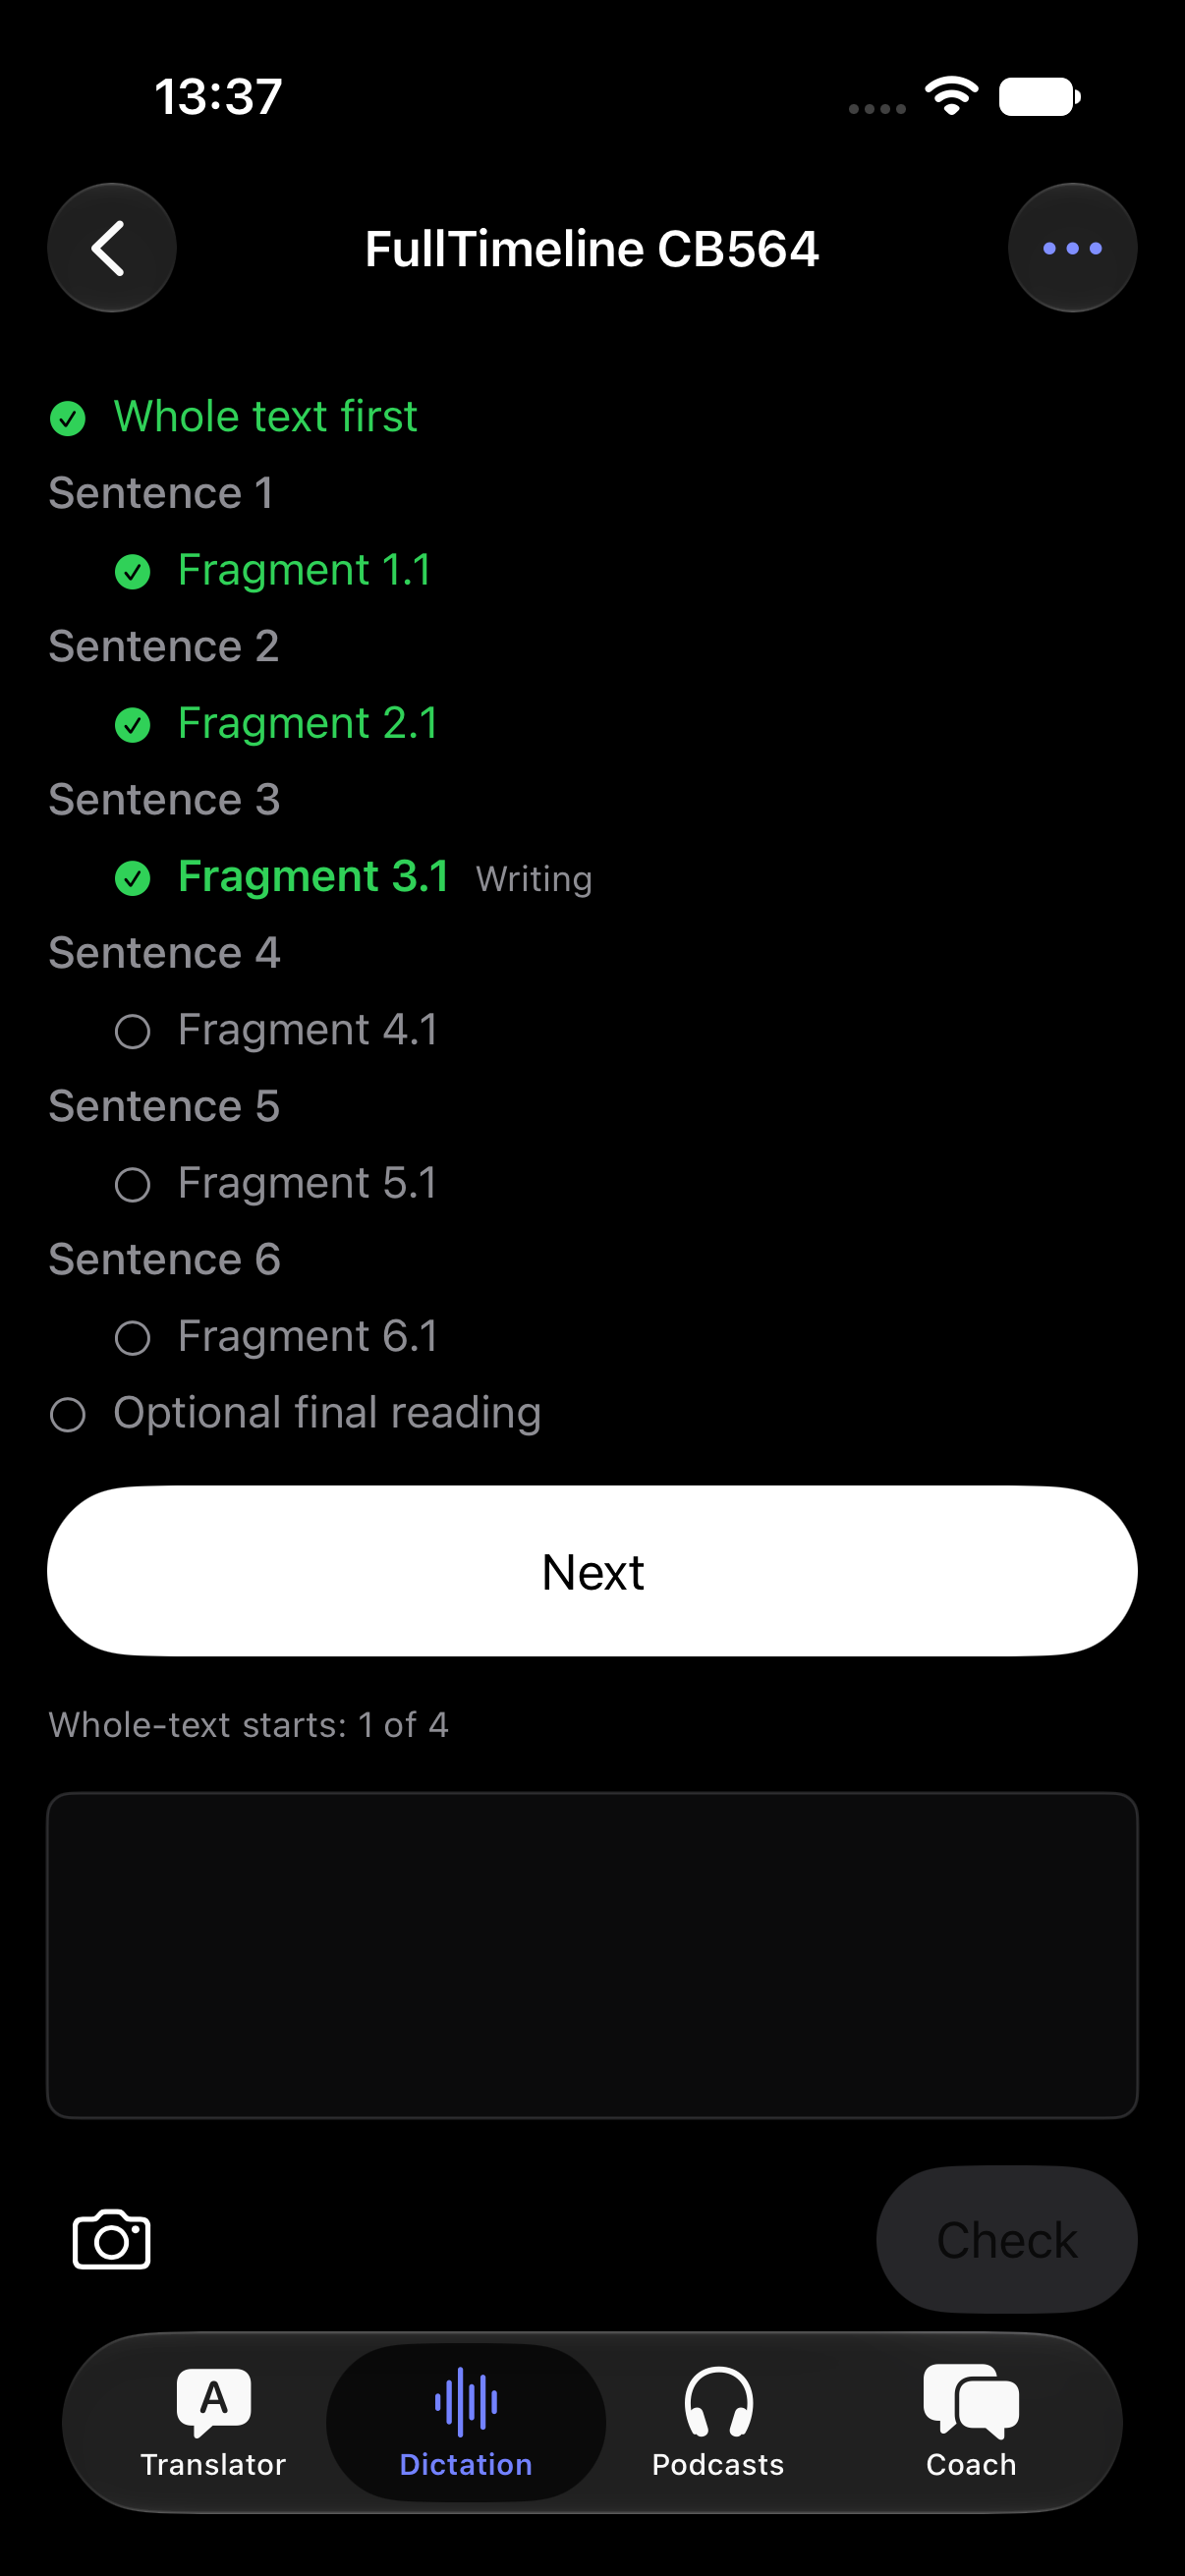 13:37
FullTimeline CB564
Whole text first
Sentence 1
Fragment 1.1
Sentence 2
Fragment 2.1
Sentence 3
Fragment 3.1 Writing
Sentence 4
Fragment 4.1
Sentence 5
Fragment 5.1
Sentence 6
Fragment 6.1
Optional final reading
Next
Whole-text starts: 1 of 4
Check
A
Translator Dictation Podcasts Coach